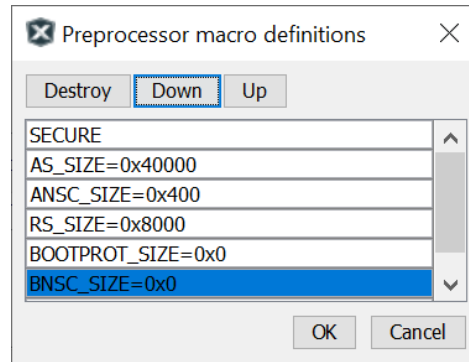 Preprocessor macro definitions
Destroy Down Up
SECURE
AS_SIZE=0x40000
ANSC_SIZE=0x400
RS_SIZE=0x8000
BOOTPROT_SIZE=0x0
BNSC_SIZE=0x0
OK Cancel